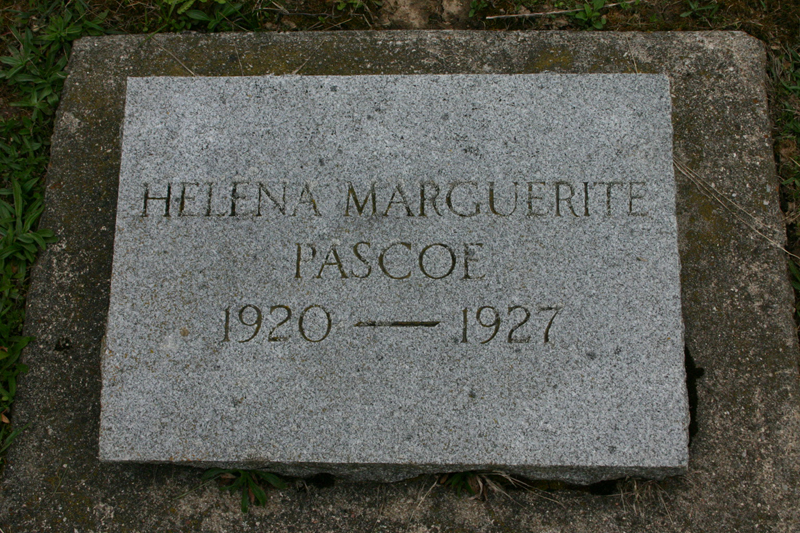 HELENA MARGUERITE
PASCOE
1920 — 1927